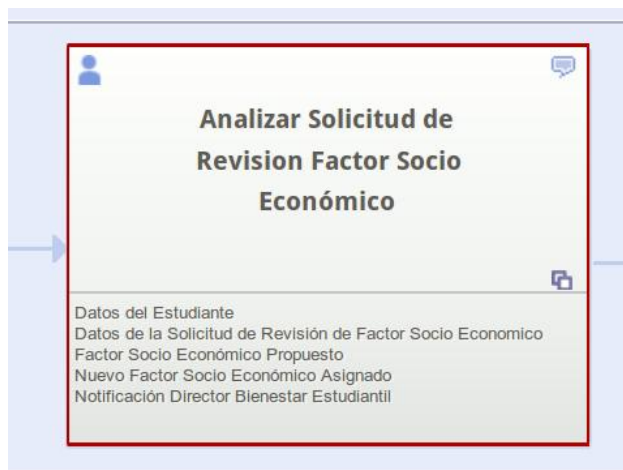 Analizar Solicitud de
Revision Factor Socio
Económico
Datos del Estudiante
Datos de la Solicitud de Revisión de Factor Socio Economico
Factor Socio Económico Propuesto
Nuevo Factor Socio Económico Asignado
Notificación Director Bienestar Estudiantil